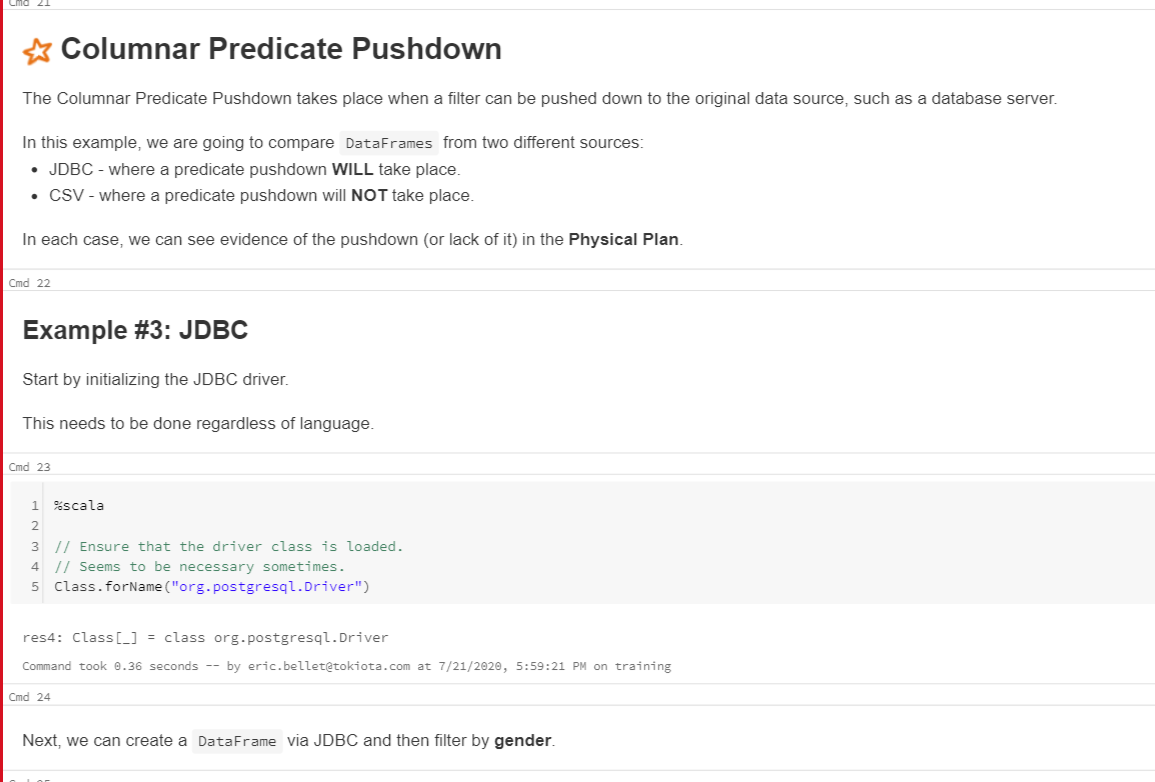 Cmd 21
Columnar Predicate Pushdown
The Columnar Predicate Pushdown takes place when a filter can be pushed down to the original data source, such as a database server.
In this example, we are going to compare DataFrames from two different sources:
• JDBC - where a predicate pushdown WILL take place.
• CSV - where a predicate pushdown will NOT take place.
In each case, we can see evidence of the pushdown (or lack of it) in the Physical Plan.
Cmd 22
Example #3: JDBC
Start by initializing the JDBC driver.
This needs to be done regardless of language.
Cmd 23
1 %scala
2
3 // Ensure that the driver class is loaded.
4 // Seems to be necessary sometimes.
5 Class.forName("org.postgresql.Driver")
res4: Class[_] = class org.postgresql.Driver
Command took 0.36 seconds -- by eric.bellet@tokiota.com at 7/21/2020, 5:59:21 PM on training
Cmd 24
Next, we can create a DataFrame via JDBC and then filter by gender.